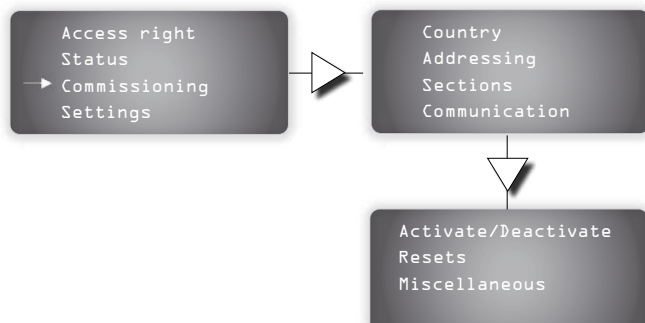 Access right
Status
Commissioning
Settings
Country
Addressing
Sections
Communication
Activate/Deactivate
Resets
Miscellaneous